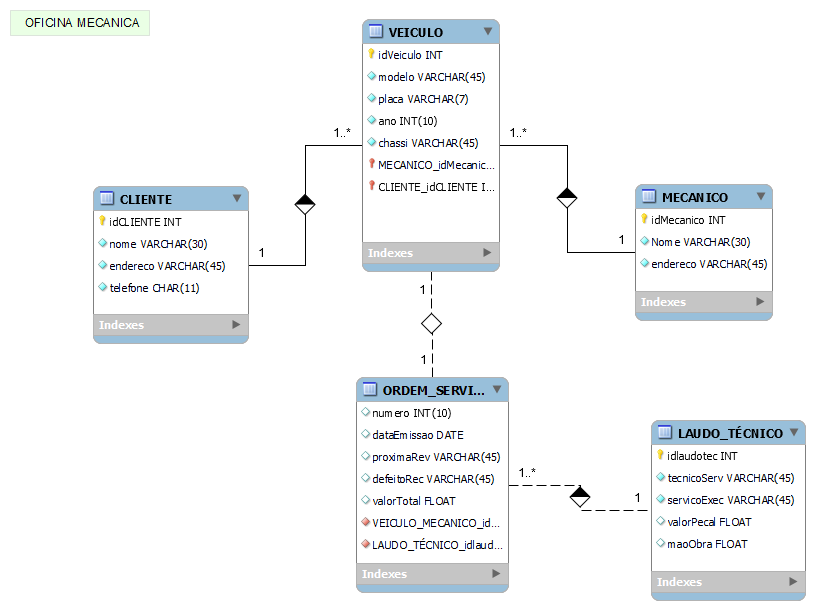 OFICINA MECANICA
VEICULO
idVeiculo INT
modelo VARCHAR(45)
placa VARCHAR(7)
ano INT(10)
chassi VARCHAR(45)
MECANICO_idMecanic...
CLIENTE_idCLIENTE I...
Indexes
1..*
1..*
CLIENTE
idCLIENTE INT
nome VARCHAR(30)
endereco VARCHAR(45)
telefone CHAR(11)
Indexes
1
MECANICO
idMecanico INT
Nome VARCHAR(30)
endereco VARCHAR(45)
Indexes
1
1
1
ORDEM_SERVI...
numero INT(10)
dataEmissao DATE
proximaRev VARCHAR(45)
defeitoRec VARCHAR(45)
valorTotal FLOAT
VEICULO_MECANICO_id...
LAUDO_TÉCNICO_idlaud...
Indexes
1..*
1
LAUDO_TÉCNICO
idlaudotec INT
tecnicoServ VARCHAR(45)
servicoExec VARCHAR(45)
valorPecal FLOAT
maoObra FLOAT
Indexes